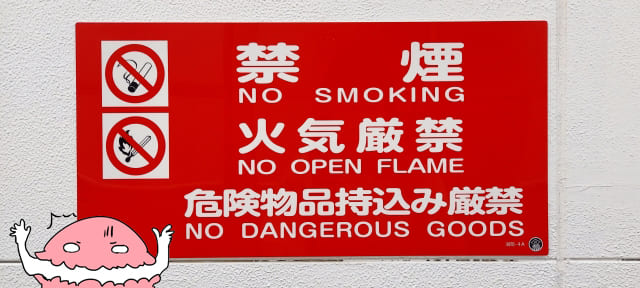 禁煙
NO SMOKING
火気厳禁
NO OPEN FLAME
危険物品持込み厳禁
NO DANGEROUS GOODS